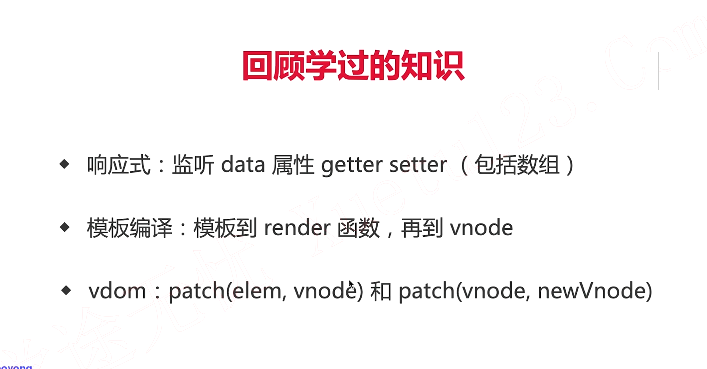 回顾学过的知识
响应式：监听 data 属性 getter setter （包括数组）
模板编译：模板到 render 函数，再到 vnode
vdom：patch(elem, vnode) 和 patch(vnode, newVnode)